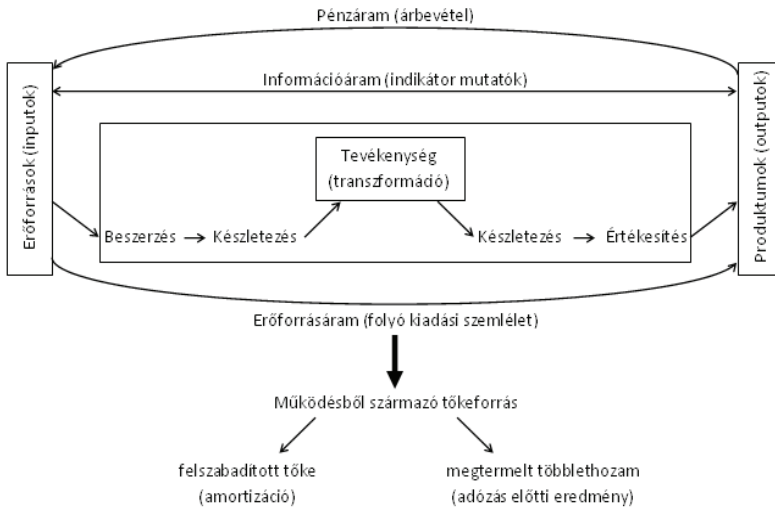 Pénzáram (árbevétel)
Információáram (indikátor mutatók)
Erőforrások (inputok)
Tevékenység
(transzformáció)
Beszerzés
Készletezés
Készletezés
Értékesítés
Produktumok (outputok)
Erőforrásáram (folyó kiadási szemlélet)
Működésből származó tőkeforrás
felszabadított tőke
(amortizáció)
megtermelt többlethozam
(adózás előtti eredmény)